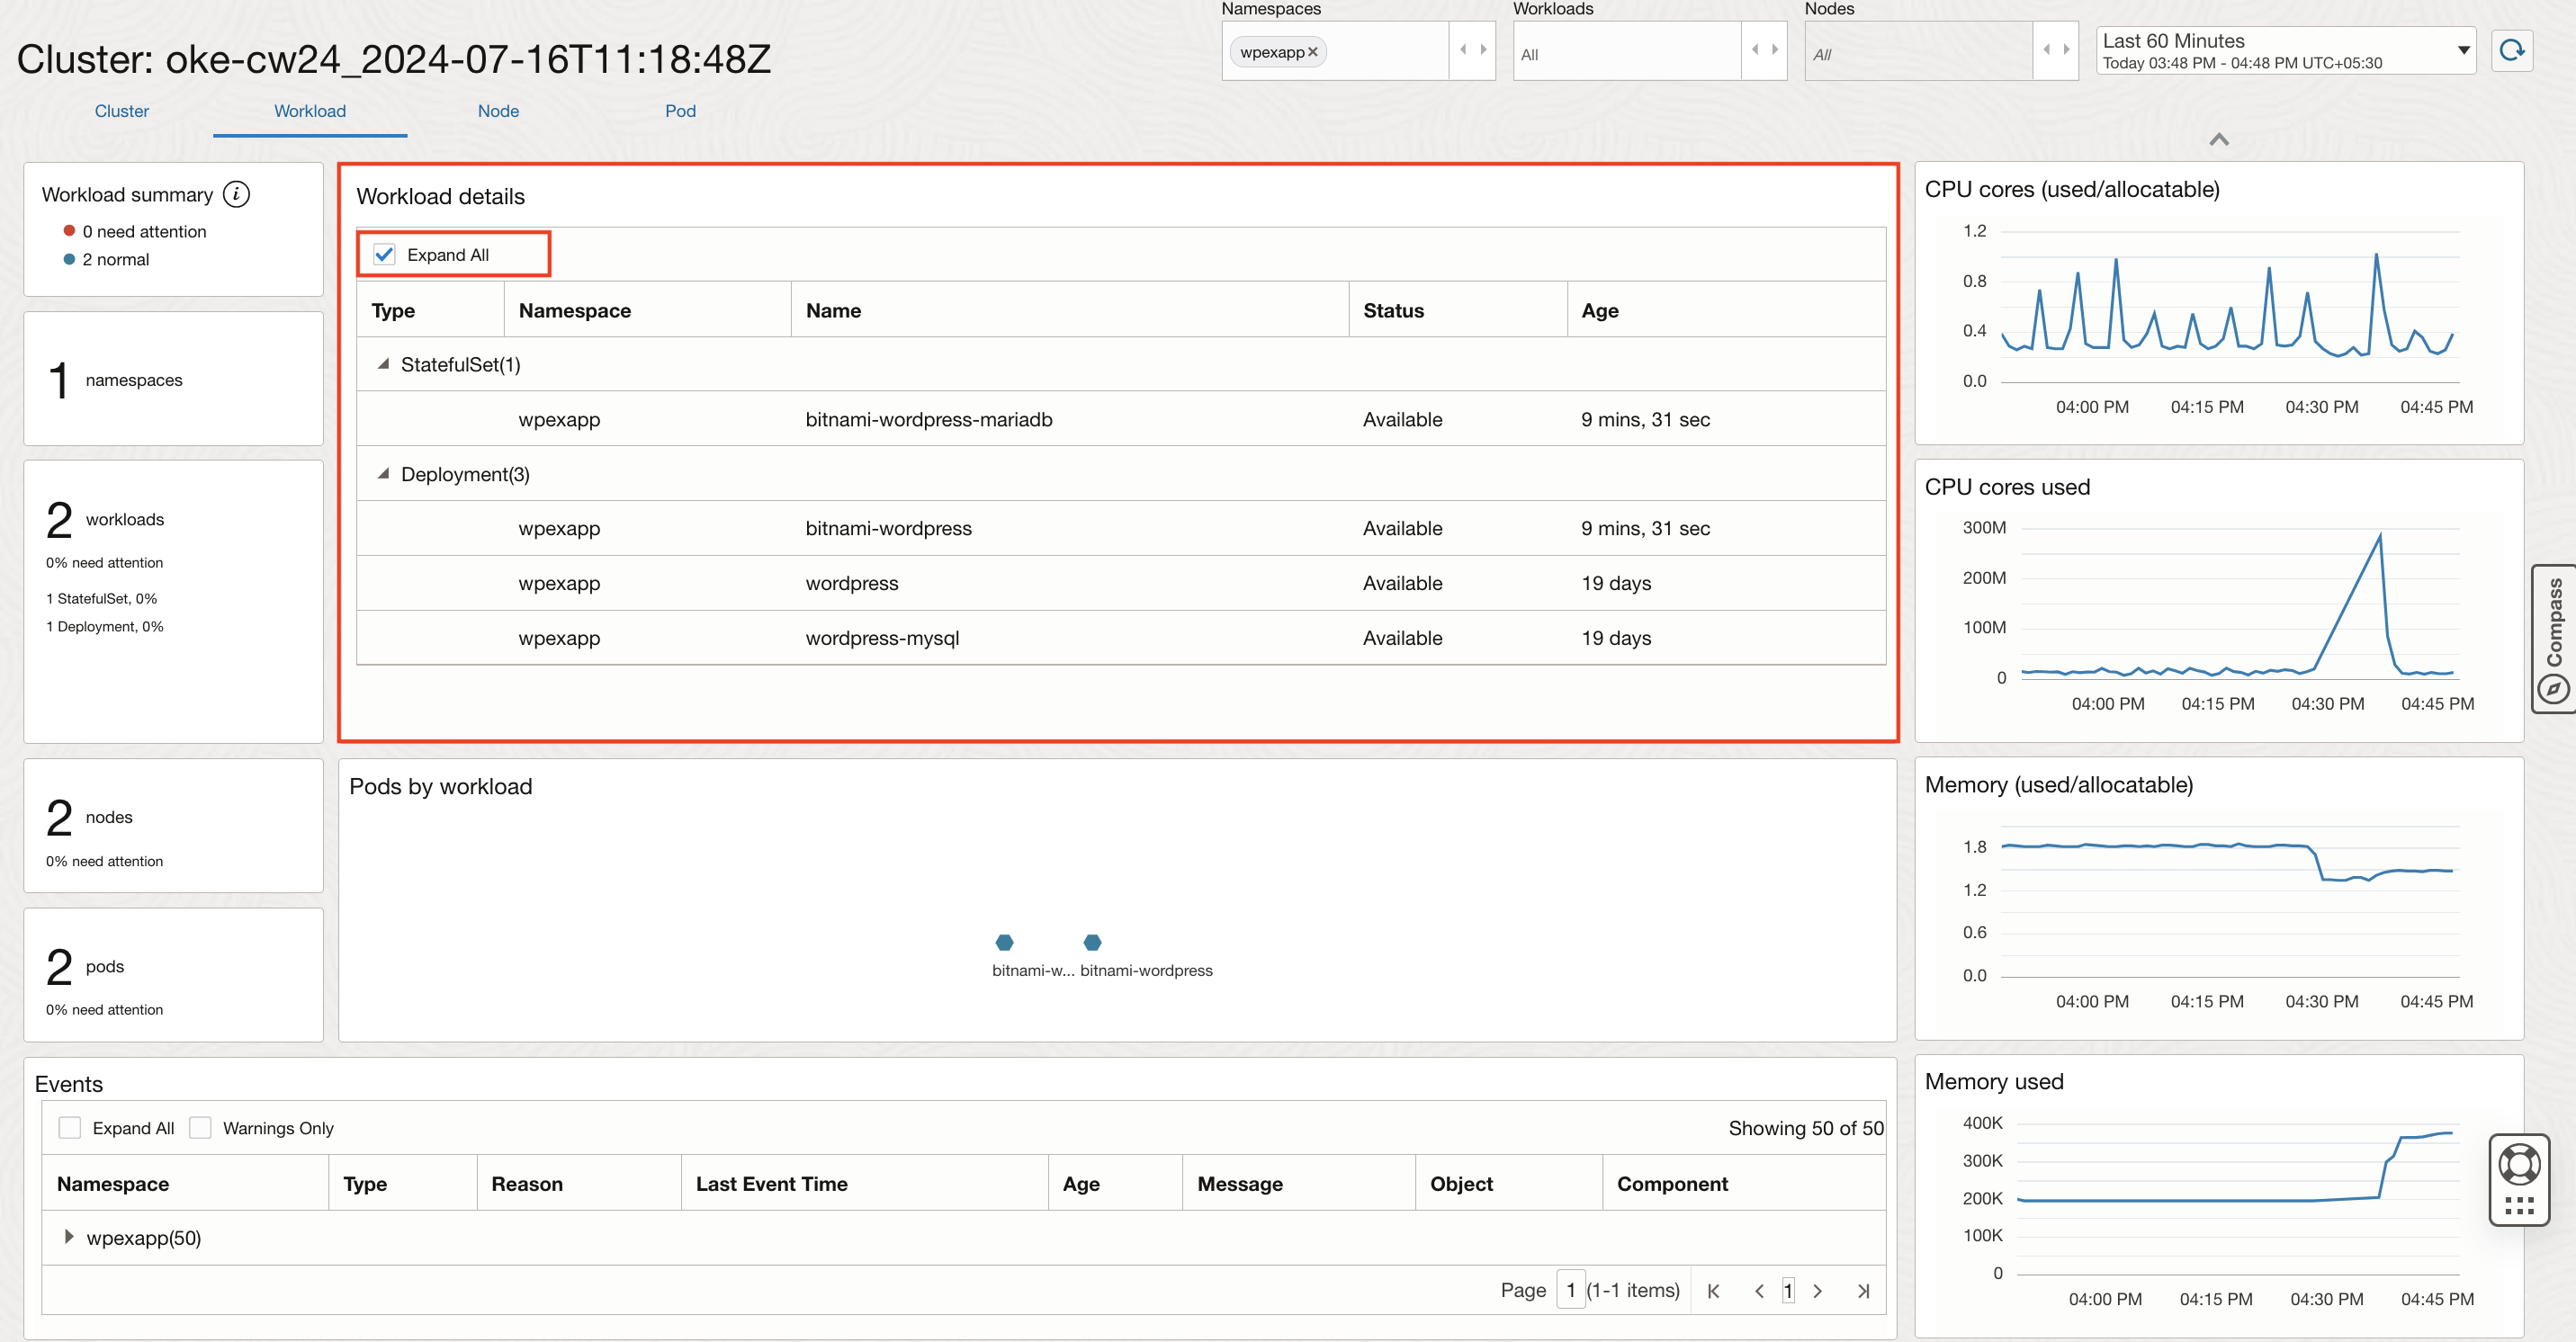 Cluster: oke-cw24_2024-07-16T11:18:48Z
Namespaces
wpexapp×
Workloads
All
Nodes
All
Last 60 Minutes
Today 03:48 PM - 04:48 PM UTC+05:30
Cluster Workload Node Pod
Workload summary i
0 need attention
2 normal
1 namespaces
2 workloads
0% need attention
1 StatefulSet, 0%
1 Deployment, 0%
2 nodes
0% need attention
2 pods
0% need attention
Workload details
Expand All
Type Namespace Name Status Age
StatefulSet(1)
wpexapp bitnami-wordpress-mariadb Available 9 mins, 31 sec
Deployment(3)
wpexapp bitnami-wordpress Available 9 mins, 31 sec
wpexapp wordpress Available 19 days
wpexapp wordpress-mysql Available 19 days
Pods by workload
bitnami-w... bitnami-wordpress
Events
Expand All Warnings Only Showing 50 of 50
Namespace Type Reason Last Event Time Age Message Object Component
wpexapp(50)
Page 1 (1-1 items) 1
CPU cores (used/allocatable)
1.2
0.8
0.4
0.0
04:00 PM 04:15 PM 04:30 PM 04:45 PM
CPU cores used
300M
200M
100M
0
04:00 PM 04:15 PM 04:30 PM 04:45 PM
Memory (used/allocatable)
1.8
1.2
0.6
0.0
04:00 PM 04:15 PM 04:30 PM 04:45 PM
Memory used
400K
300K
200K
100K
0
04:00 PM 04:15 PM 04:30 PM 04:45 PM
Compass